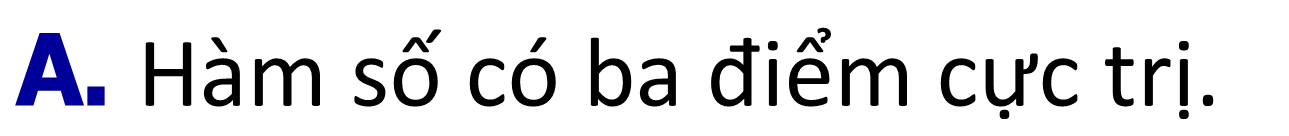 A. Hàm số có ba điểm cực trị.